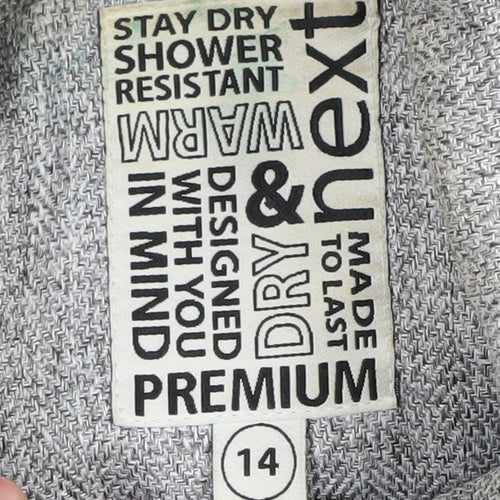 STAY DRY
SHOWER
RESISTANT
next
WARM
&
DRY
DESIGNED
WITH YOU
IN MIND
MADE
TO LAST
PREMIUM
14